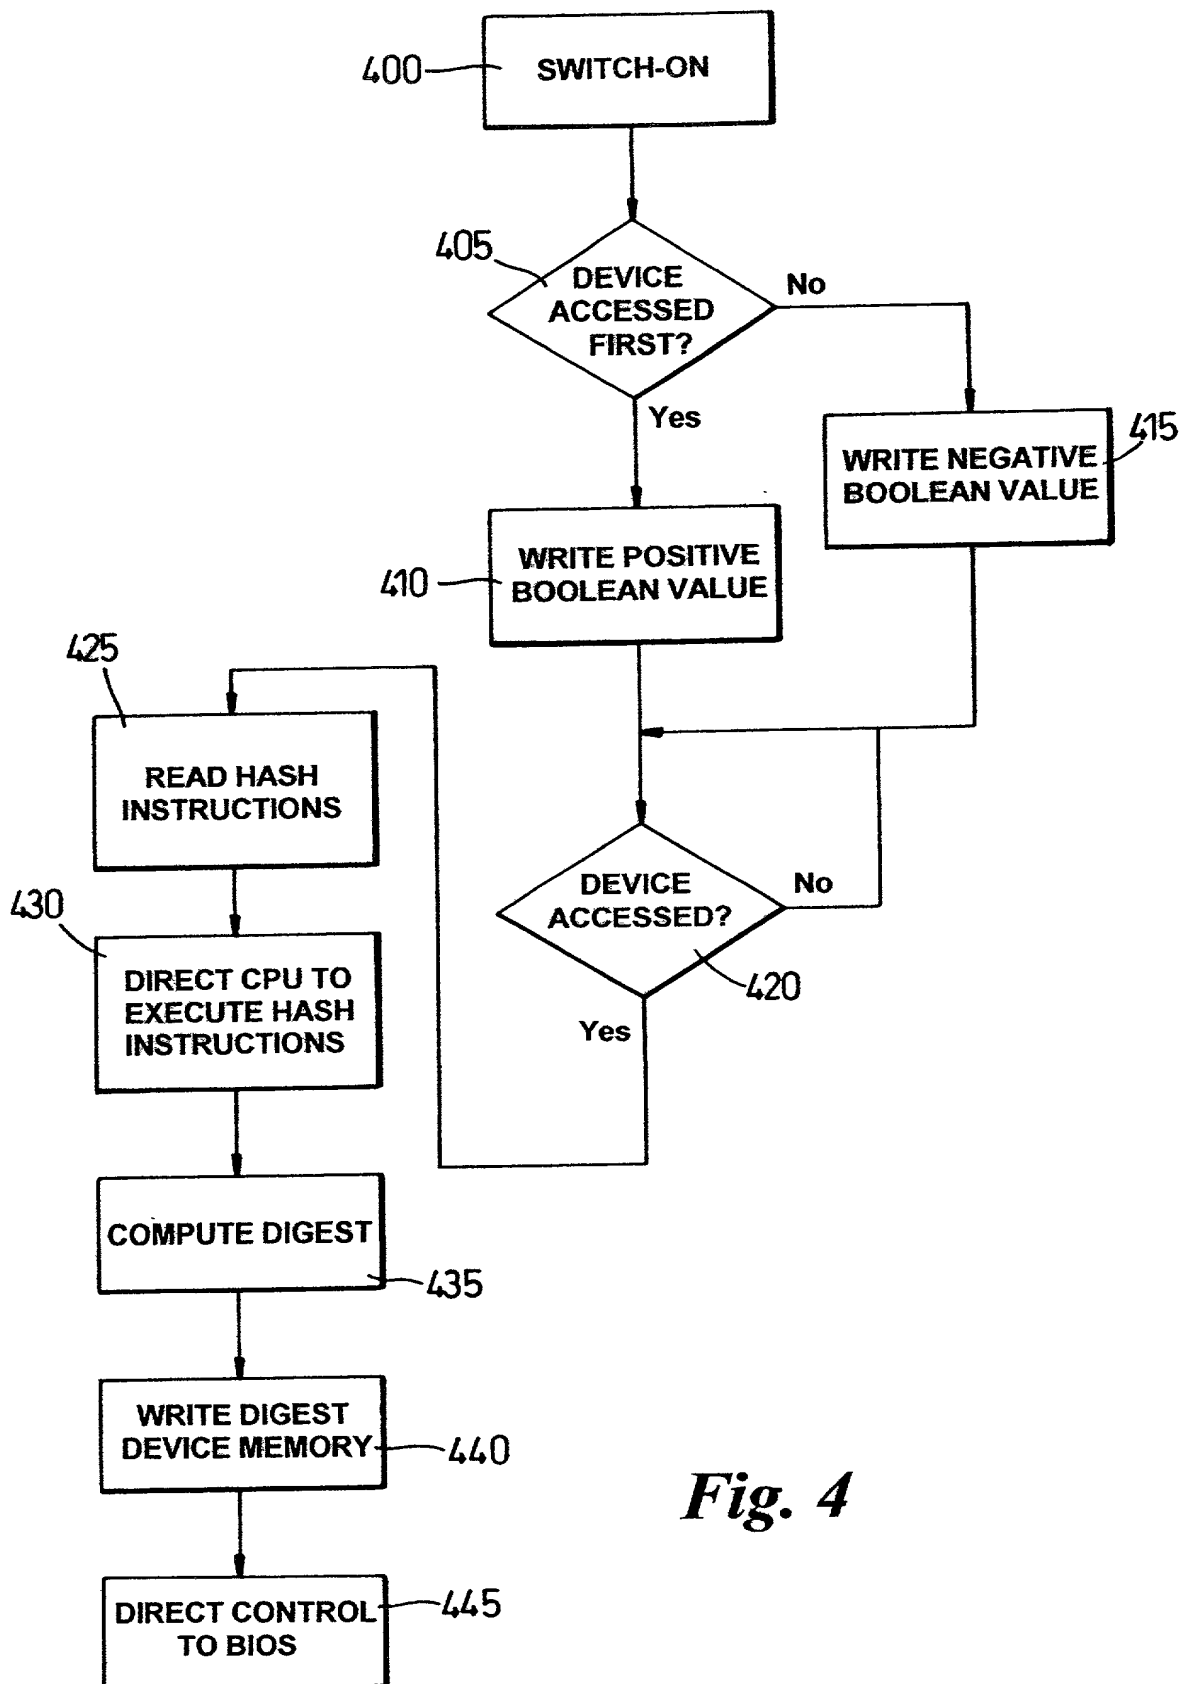 400
SWITCH-ON
405
DEVICE
ACCESSED
FIRST?
No
Yes
WRITE NEGATIVE
BOOLEAN VALUE
415
WRITE POSITIVE
BOOLEAN VALUE
410
425
READ HASH
INSTRUCTIONS
DEVICE
ACCESSED?
No
420
Yes
430
DIRECT CPU TO
EXECUTE HASH
INSTRUCTIONS
COMPUTE DIGEST
435
WRITE DIGEST
DEVICE MEMORY
440
DIRECT CONTROL
TO BIOS
445
Fig. 4